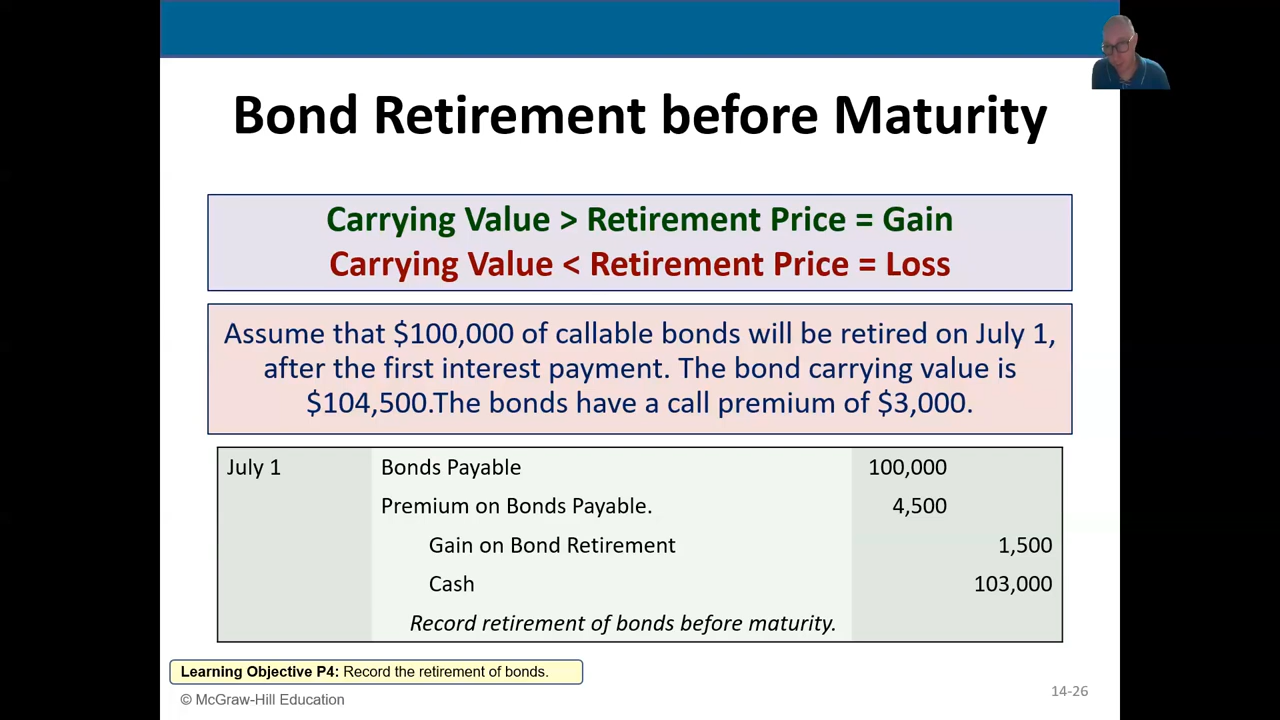 Bond Retirement before Maturity
Carrying Value > Retirement Price = Gain
Carrying Value < Retirement Price = Loss
Assume that $100,000 of callable bonds will be retired on July 1,
after the first interest payment. The bond carrying value is
$104,500.The bonds have a call premium of $3,000.
July 1 Bonds Payable 100,000
Premium on Bonds Payable. 4,500
Gain on Bond Retirement 1,500
Cash 103,000
Record retirement of bonds before maturity.
Learning Objective P4: Record the retirement of bonds.
© McGraw-Hill Education
14-26